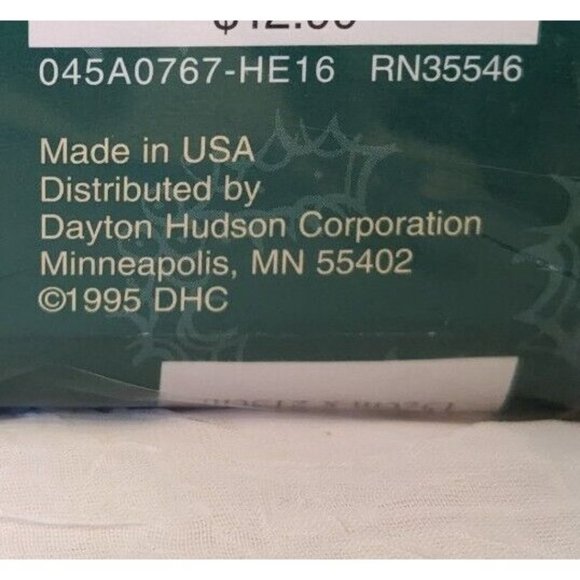 045A0767-HE16 RN35546
Made in USA
Distributed by
Dayton Hudson Corporation
Minneapolis, MN 55402
©1995 DHC